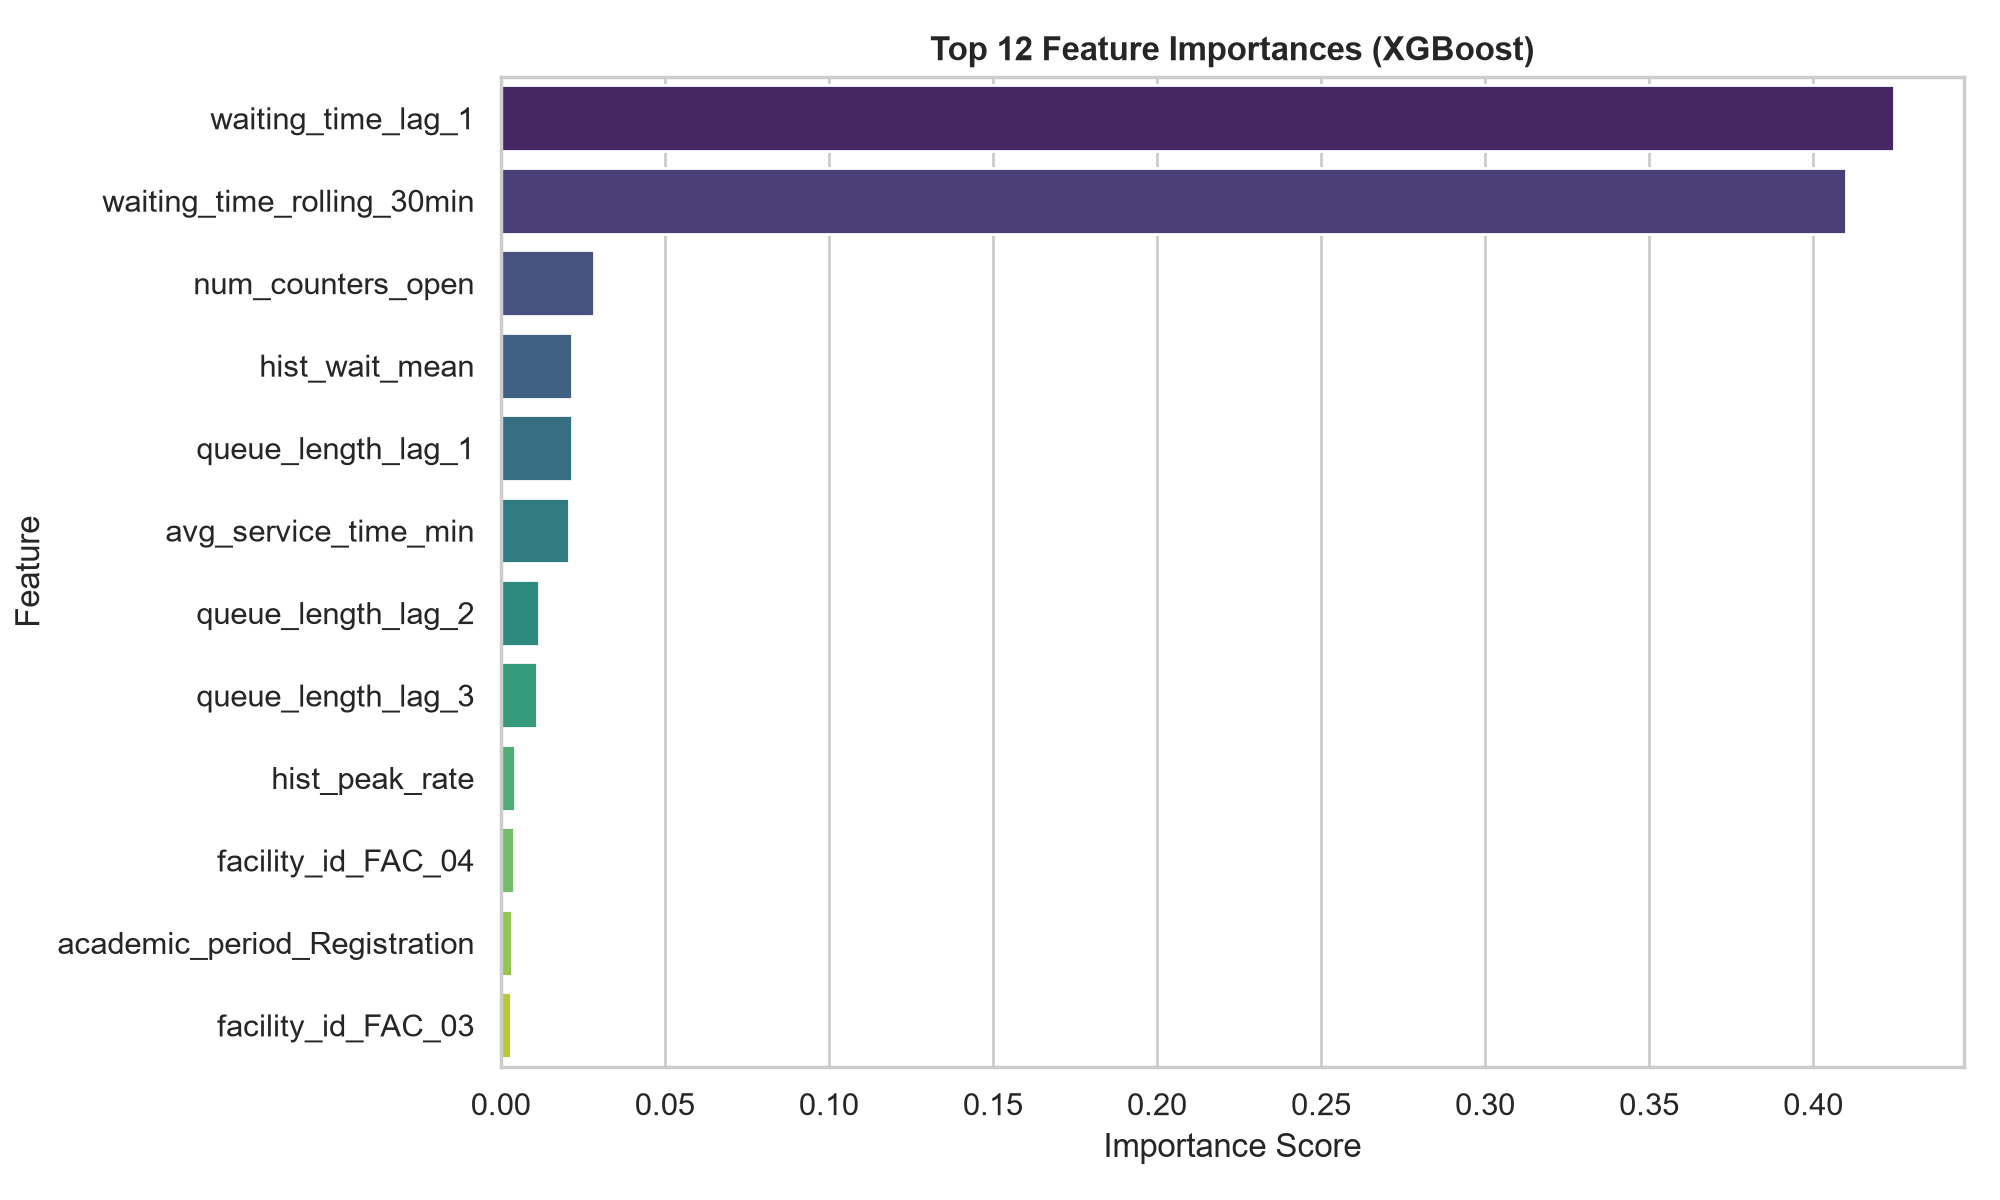 Top 12 Feature Importances (XGBoost)
waiting_time_lag_1
waiting_time_rolling_30min
num_counters_open
hist_wait_mean
queue_length_lag_1
avg_service_time_min
queue_length_lag_2
queue_length_lag_3
hist_peak_rate
facility_id_FAC_04
academic_period_Registration
facility_id_FAC_03
Feature
0.00 0.05 0.10 0.15 0.20 0.25 0.30 0.35 0.40
Importance Score